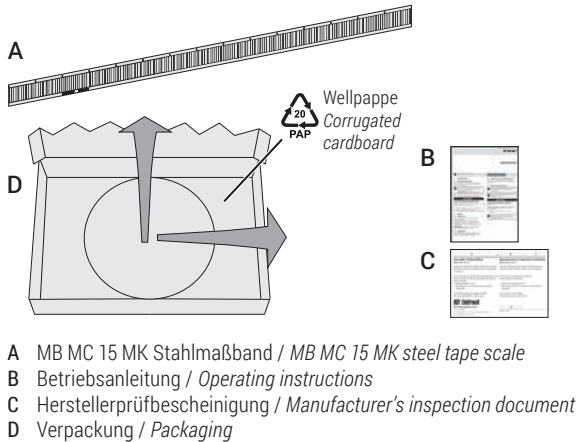 A
20
PAP
Wellpappe
Corrugated
cardboard
D
B
C
A MB MC 15 MK Stahlmaßband / MB MC 15 MK steel tape scale
B Betriebsanleitung / Operating instructions
C Herstellerprüfbescheinigung / Manufacturer's inspection document
D Verpackung / Packaging